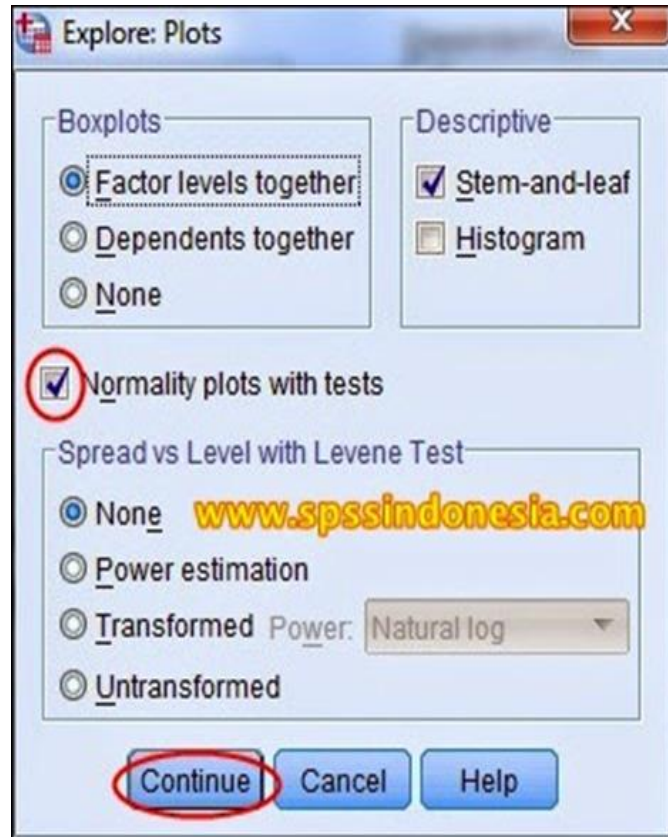 Explore: Plots
X
Boxplots
Factor levels together
Dependents together
None
Descriptive
Stem-and-leaf
Histogram
Normality plots with tests
Spread vs Level with Levene Test
None
www.spssindonesia.com
Power estimation
Transformed Power: Natural log
Untransformed
Continue Cancel Help